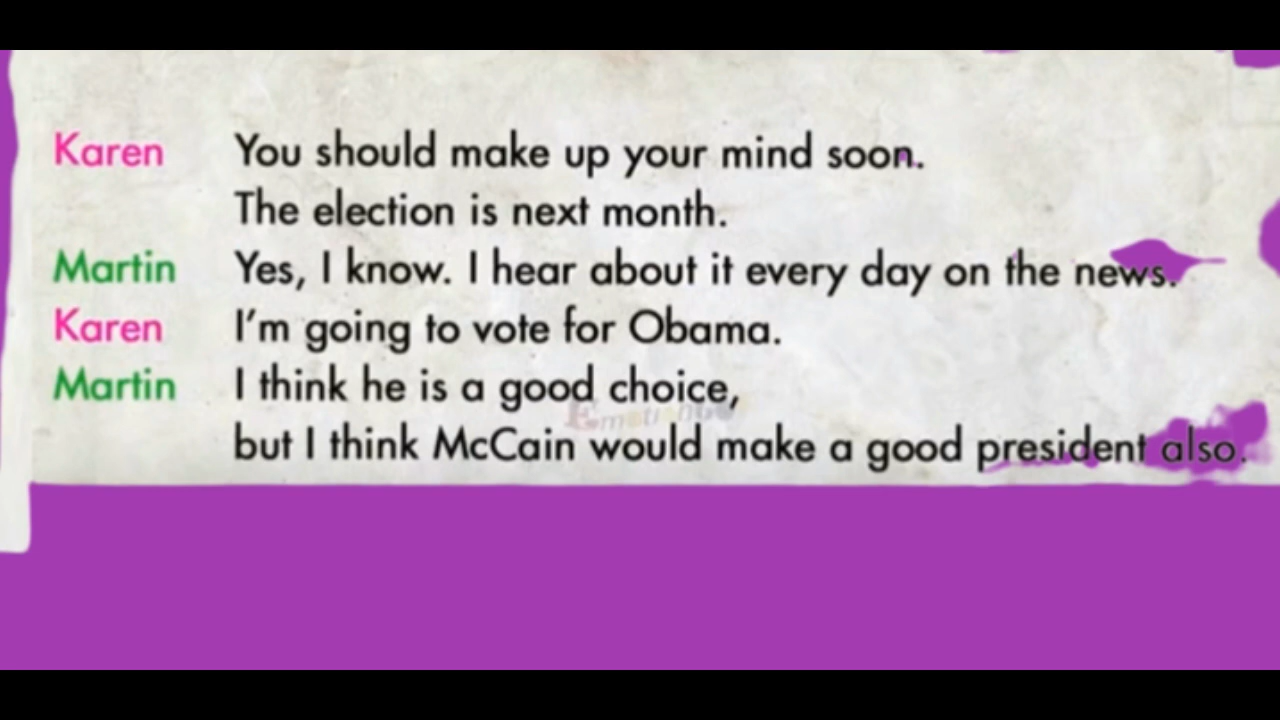 Karen You should make up your mind soon.
The election is next month.
Martin Yes, I know. I hear about it every day on the news.
Karen I'm going to vote for Obama.
Martin I think he is a good choice,
but I think McCain would make a good president also.